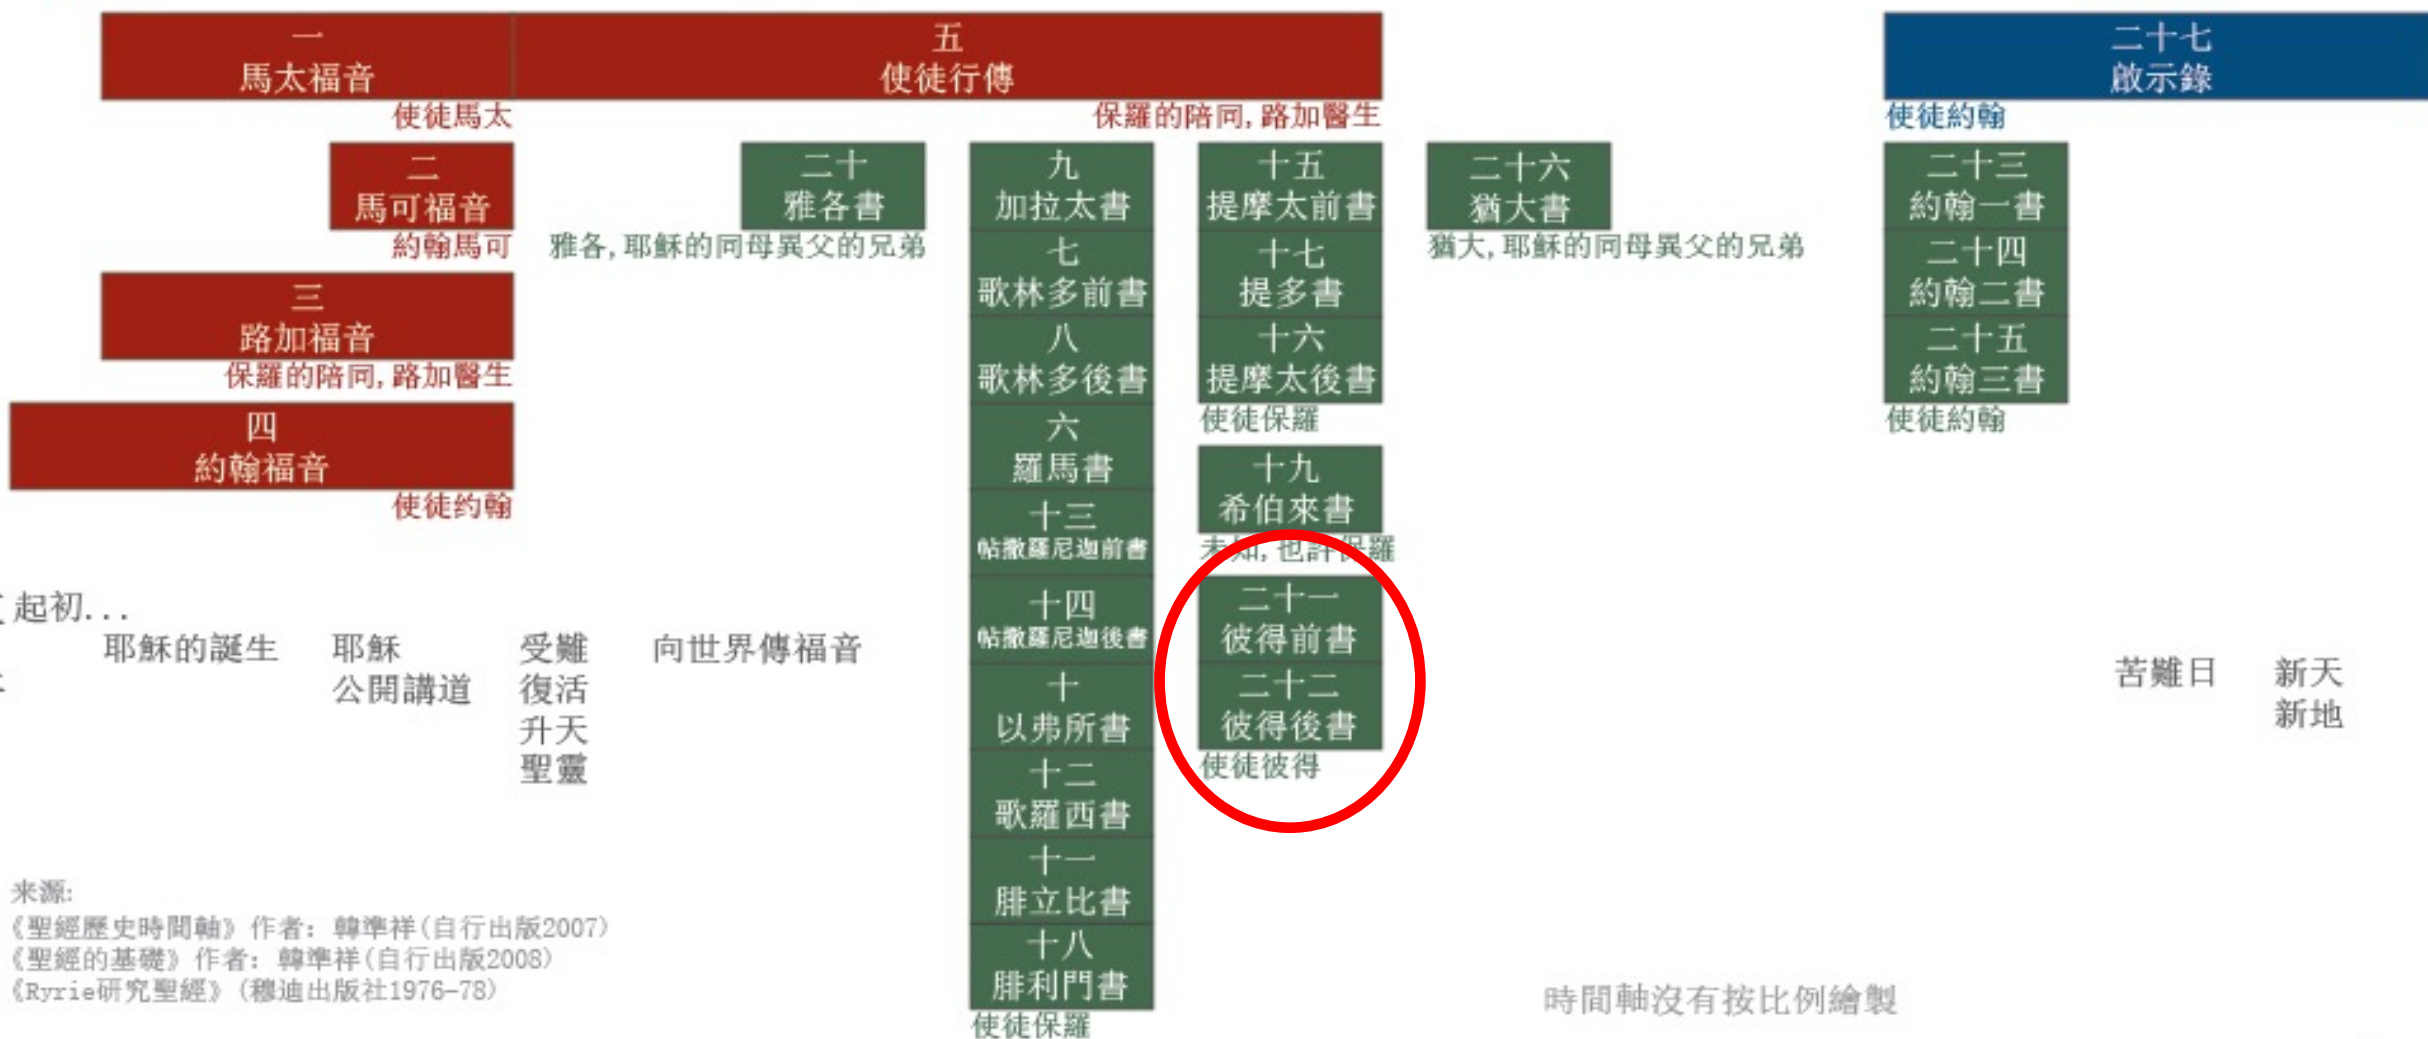 一
馬太福音
使徒馬太
五
使徒行傳
保羅的陪同,路加醫生
二十七
啟示錄
使徒約翰
二
馬可福音
約翰馬可
三
路加福音
保羅的陪同,路加醫生
四
約翰福音
使徒约翰
二十
雅各書
雅各,耶穌的同母異父的兄弟
九
加拉太書
七
歌林多前書
八
歌林多後書
六
羅馬書
十三
帖撒羅尼迦前書
十四
帖撒羅尼迦後書
十
以弗所書
十二
歌羅西書
十一
腓立比書
十八
腓利門書
使徒保羅
十五
提摩太前書
十七
提多書
十六
提摩太後書
使徒保羅
十九
希伯來書
未知,也許保羅
二十一
彼得前書
二十二
彼得後書
使徒彼得
二十六
猶大書
猶大,耶穌的同母異父的兄弟
二十三
約翰一書
二十四
約翰二書
二十五
約翰三書
使徒約翰
起初...
耶穌的誕生
耶穌
公開講道
受難
復活
升天
聖靈
向世界傳福音
苦難日
新天
新地
来源:
《聖經歷史時間軸》作者：韓準祥(自行出版2007)
《聖經的基礎》作者：韓準祥(自行出版2008)
《Ryrie研究聖經》(穆迪出版社1976-78)
時間軸沒有按比例繪製